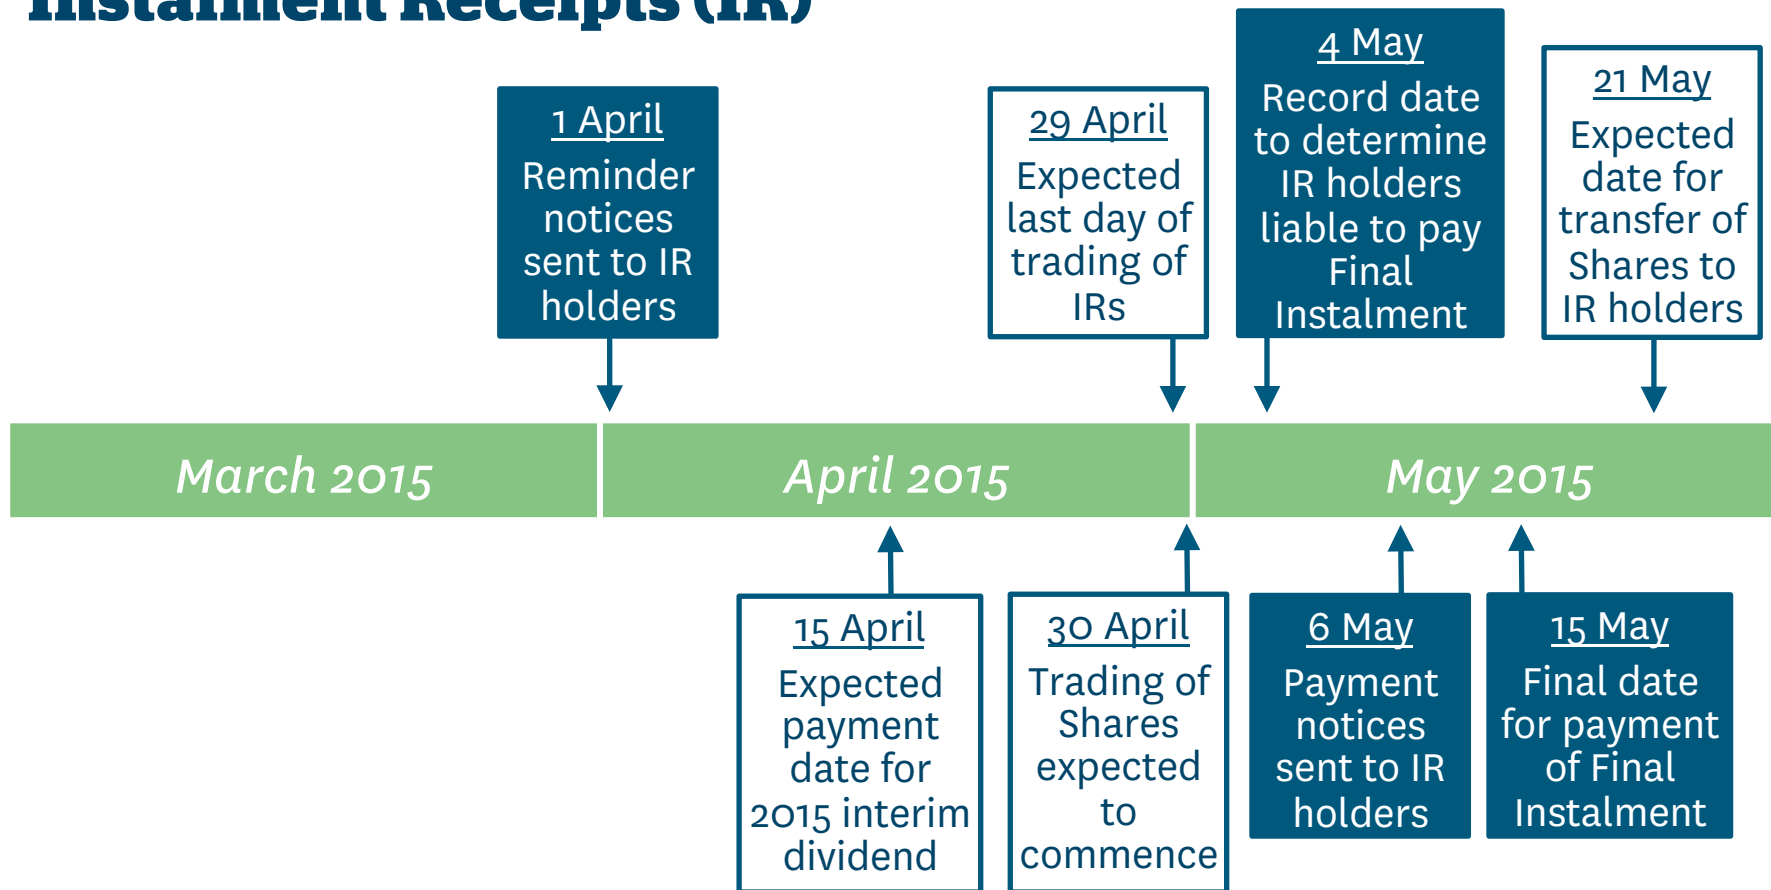 Instalment Receipts (IR)
1 April
Reminder
notices
sent to IR
holders
29 April
Expected
last day of
trading of
IRs
4 May
Record date
to determine
IR holders
liable to pay
Final
Instalment
21 May
Expected
date for
transfer of
Shares to
IR holders
March 2015
April 2015
May 2015
15 April
Expected
payment
date for
2015 interim
dividend
30 April
Trading of
Shares
expected
to
commence
6 May
Payment
notices
sent to IR
holders
15 May
Final date
for payment
of Final
Instalment